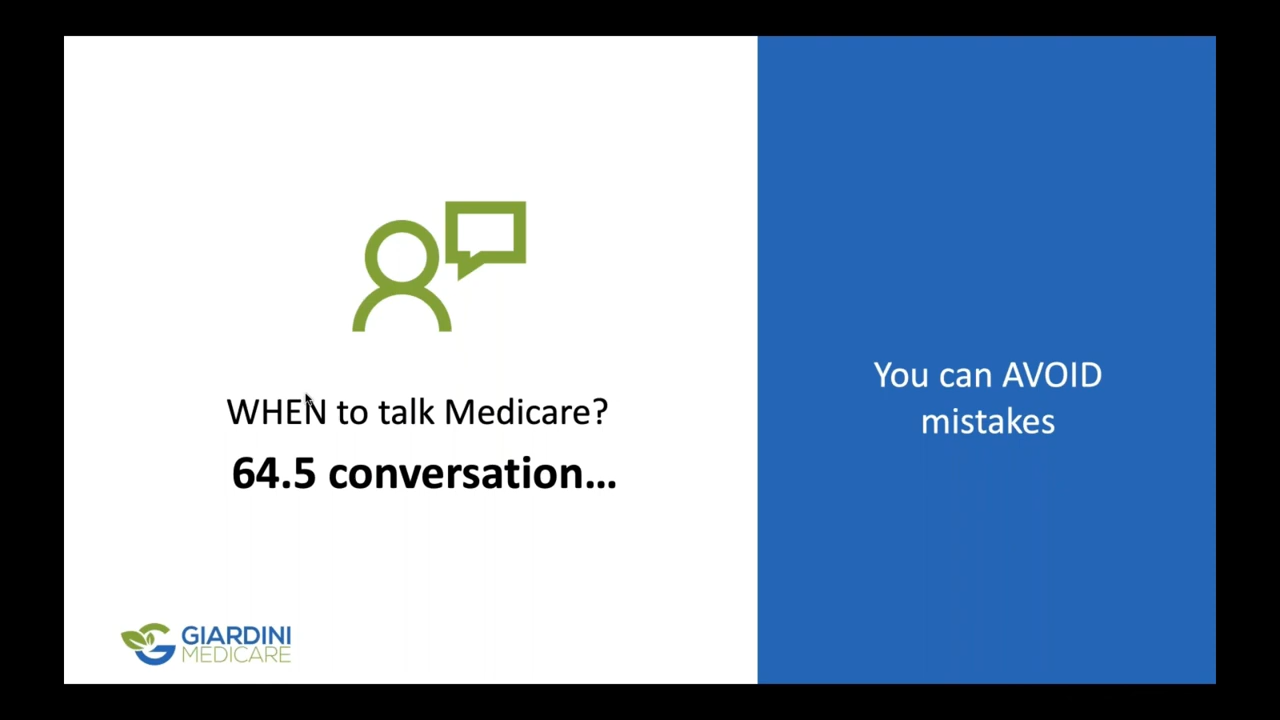 WHEN to talk Medicare?
64.5 conversation...
You can AVOID
mistakes
GIARDINI
MEDICARE